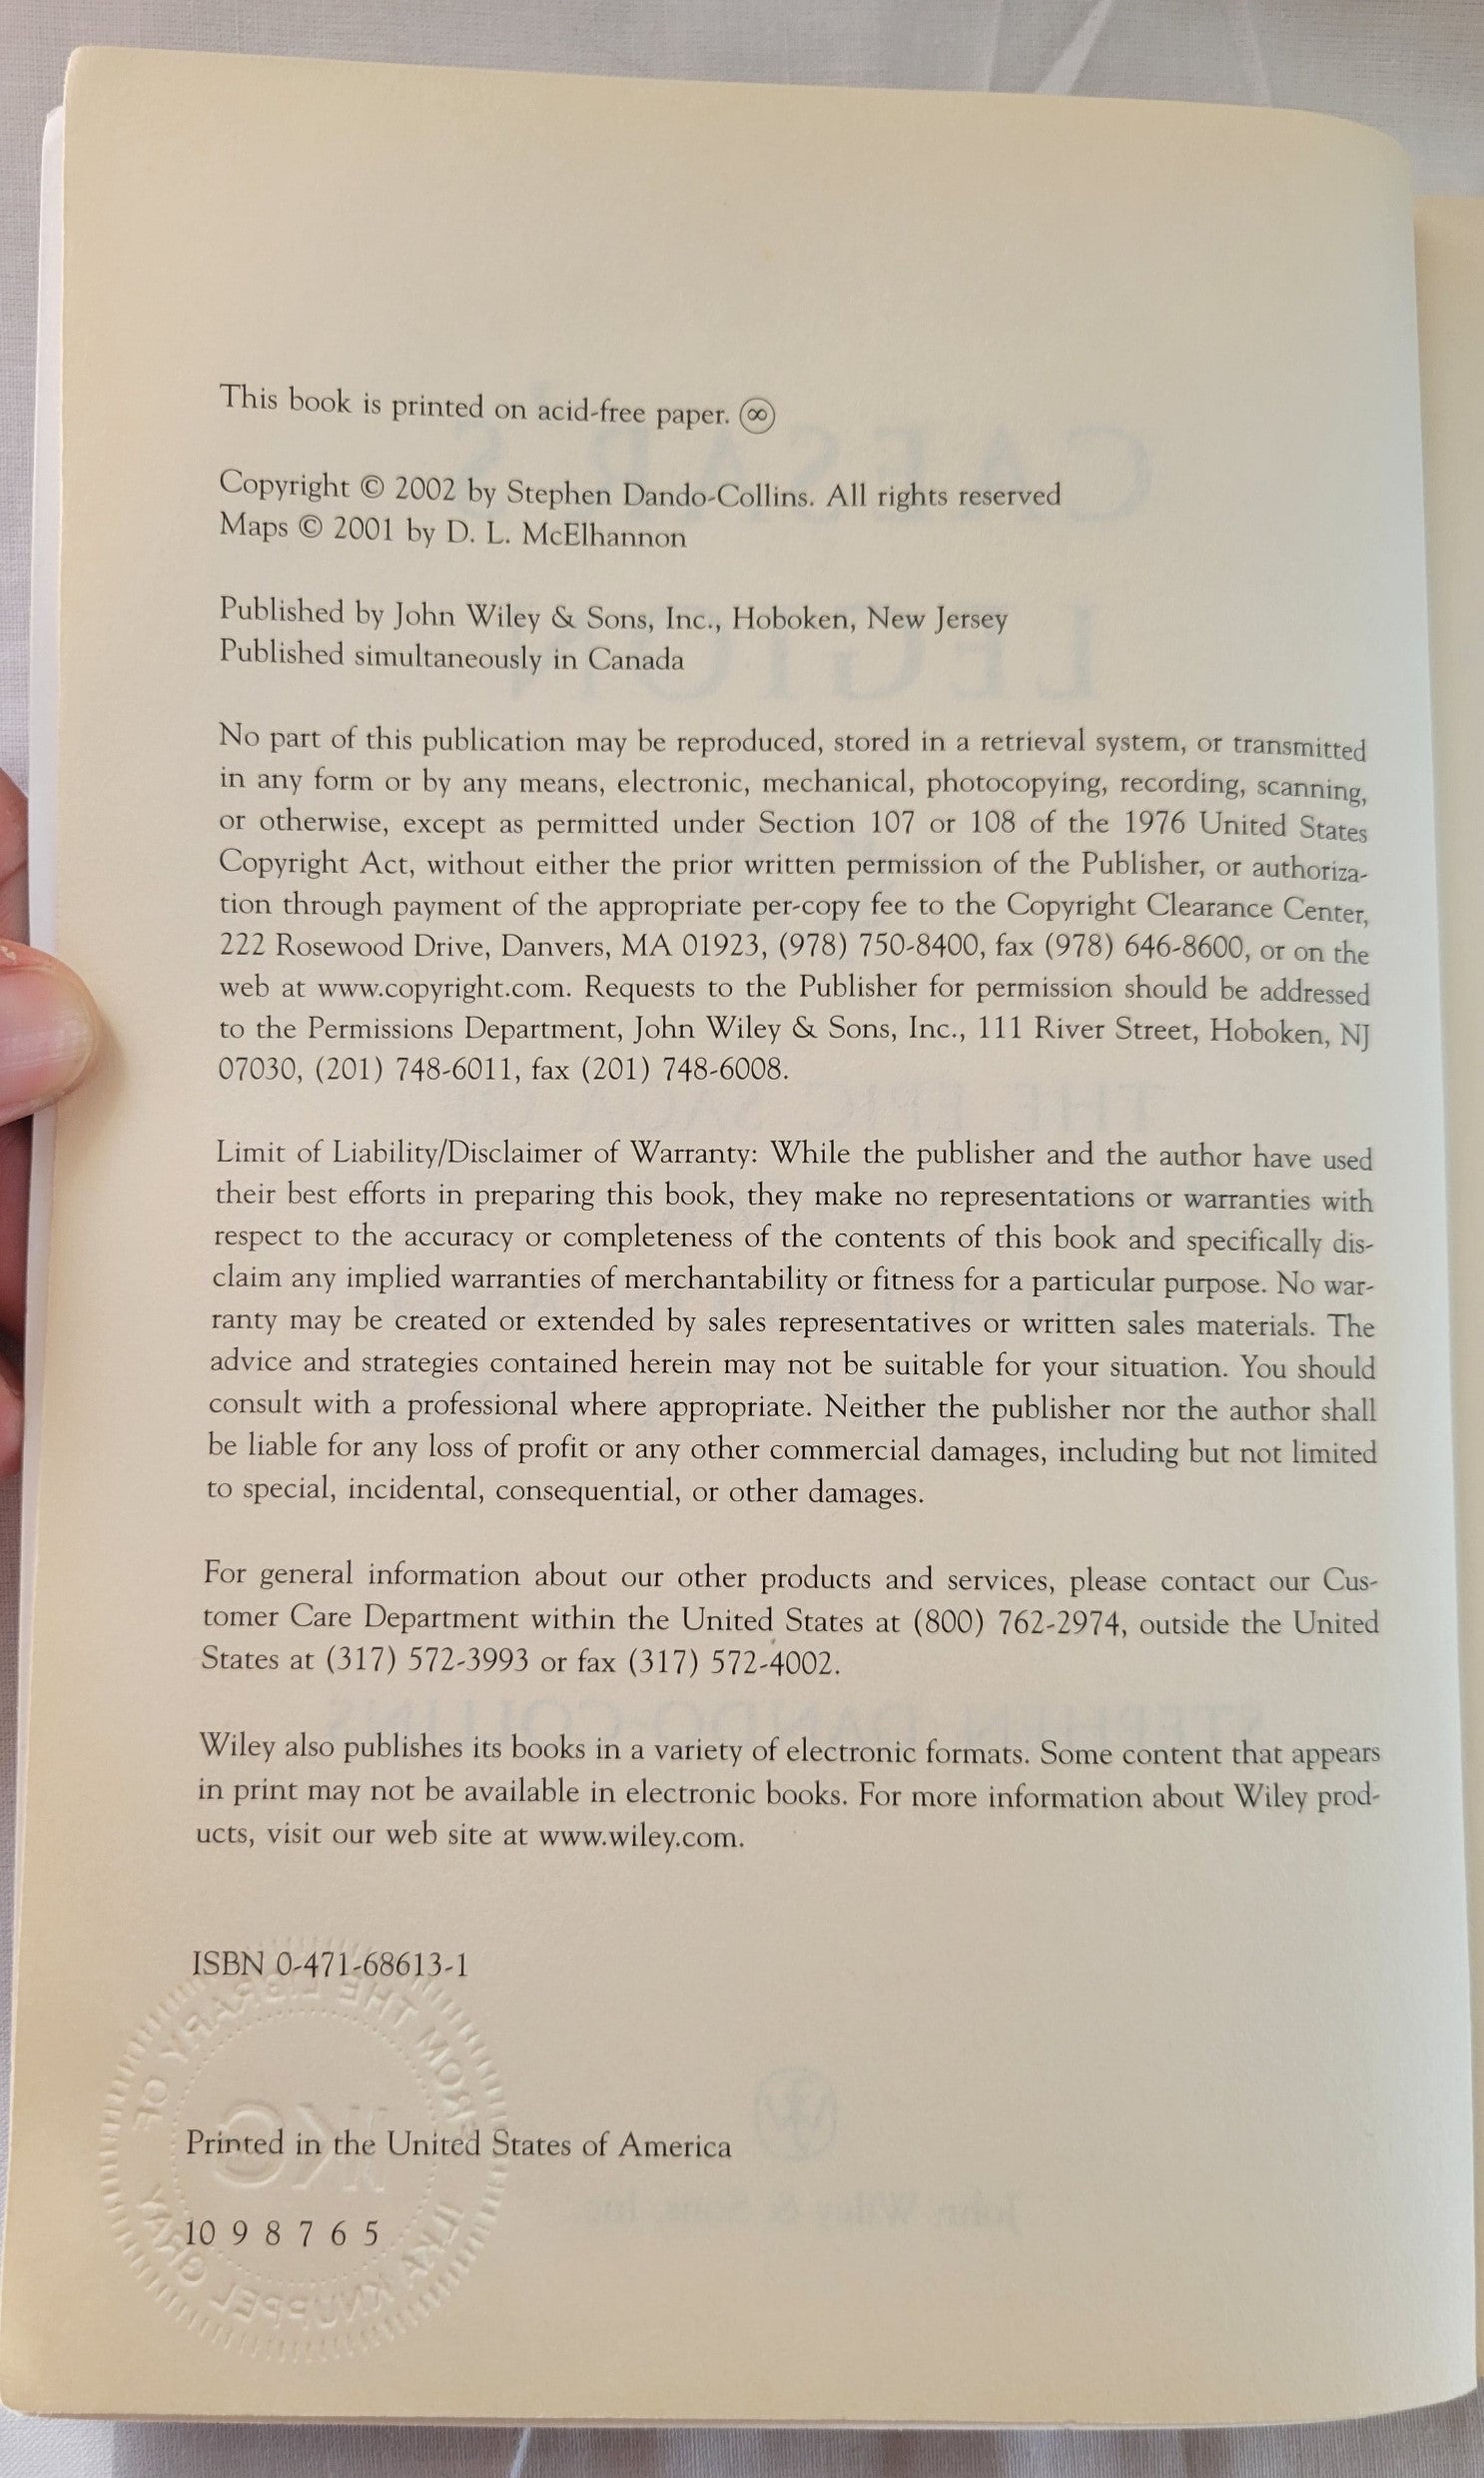 This book is printed on acid-free paper. ♾
Copyright © 2002 by Stephen Dando-Collins. All rights reserved
Maps © 2001 by D. L. McElhannon
Published by John Wiley & Sons, Inc., Hoboken, New Jersey
Published simultaneously in Canada
No part of this publication may be reproduced, stored in a retrieval system, or transmitted
in any form or by any means, electronic, mechanical, photocopying, recording, scanning,
or otherwise, except as permitted under Section 107 or 108 of the 1976 United States
Copyright Act, without either the prior written permission of the Publisher, or authoriza-
tion through payment of the appropriate per-copy fee to the Copyright Clearance Center,
222 Rosewood Drive, Danvers, MA 01923, (978) 750-8400, fax (978) 646-8600, or on the
web at www.copyright.com. Requests to the Publisher for permission should be addressed
to the Permissions Department, John Wiley & Sons, Inc., 111 River Street, Hoboken, NJ
07030, (201) 748-6011, fax (201) 748-6008.
Limit of Liability/Disclaimer of Warranty: While the publisher and the author have used
their best efforts in preparing this book, they make no representations or warranties with
respect to the accuracy or completeness of the contents of this book and specifically dis-
claim any implied warranties of merchantability or fitness for a particular purpose. No war-
ranty may be created or extended by sales representatives or written sales materials. The
advice and strategies contained herein may not be suitable for your situation. You should
consult with a professional where appropriate. Neither the publisher nor the author shall
be liable for any loss of profit or any other commercial damages, including but not limited
to special, incidental, consequential, or other damages.
For general information about our other products and services, please contact our Cus-
tomer Care Department within the United States at (800) 762-2974, outside the United
States at (317) 572-3993 or fax (317) 572-4002.
Wiley also publishes its books in a variety of electronic formats. Some content that appears
in print may not be available in electronic books. For more information about Wiley prod-
ucts, visit our web site at www.wiley.com.
ISBN 0-471-68613-1
FROM THE LIBRARY OF
Printed in the United States of America
10 9 8 7 6 5
ILKA KNUPPEL GRAY